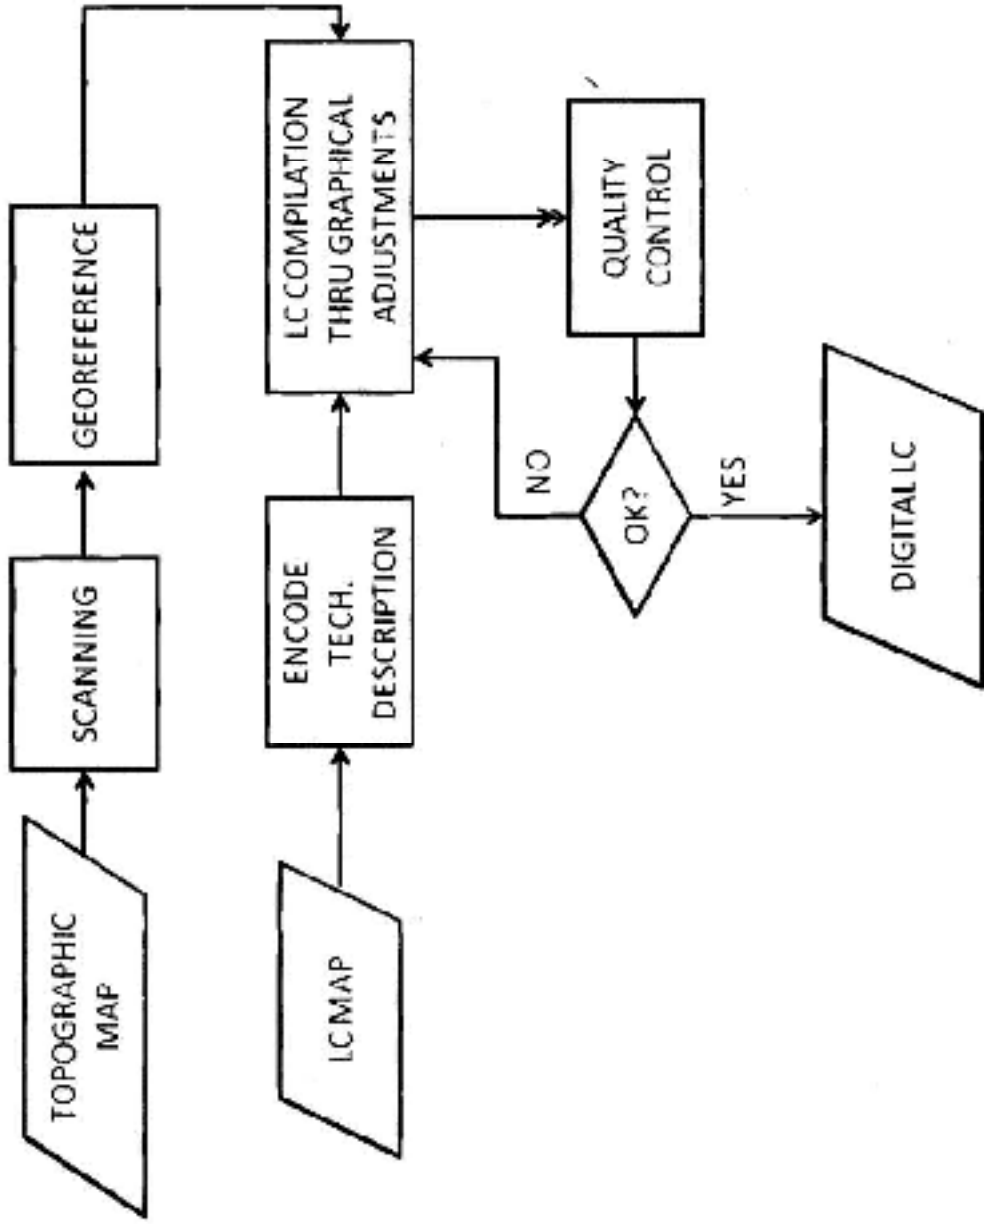 TOPOGRAPHIC
MAP
SCANNING
GEOREFERENCE
LC MAP
ENCODE
TECH.
DESCRIPTION
LC COMPILATION
THRU GRAPHICAL
ADJUSTMENTS
QUALITY
CONTROL
OK?
NO
YES
DIGITAL LC